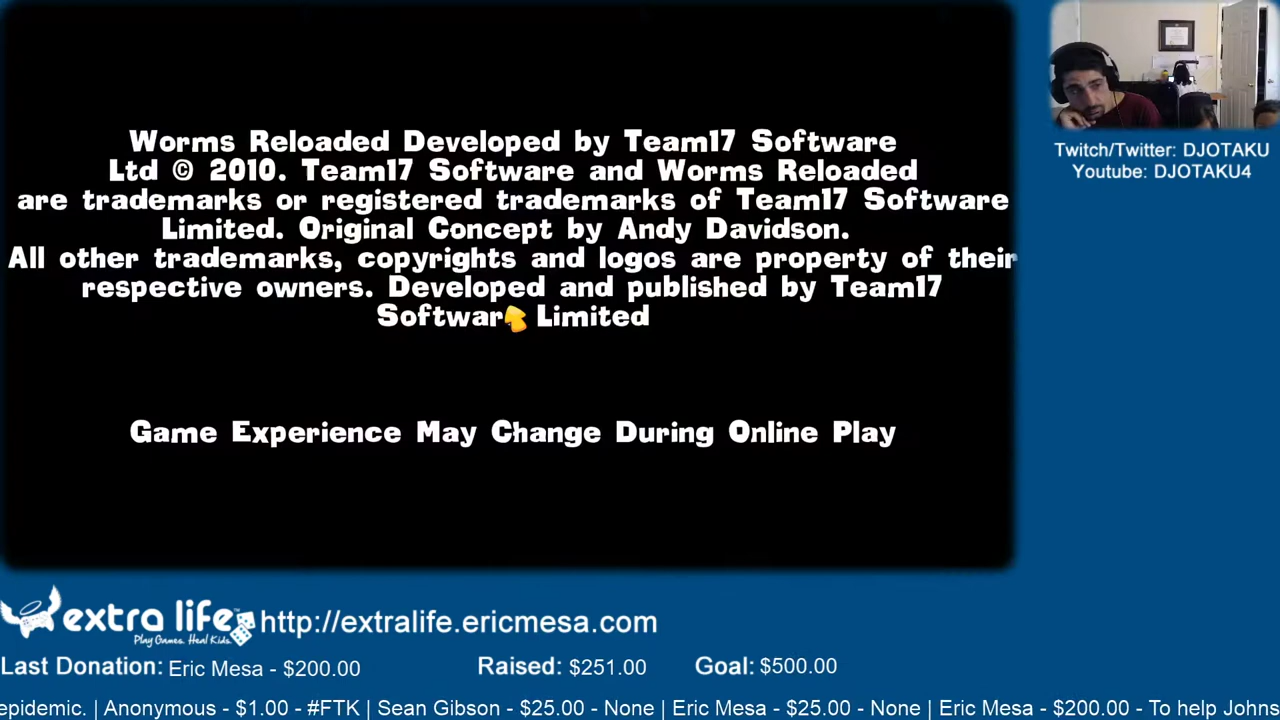 Worms Reloaded Developed by Team17 Software
Ltd © 2010. Team17 Software and Worms Reloaded
are trademarks or registered trademarks of Team17 Software
Limited. Original Concept by Andy Davidson.
All other trademarks, copyrights and logos are property of their
respective owners. Developed and published by Team17
Softwar Limited
Game Experience May Change During Online Play
Twitch/Twitter: DJOTAKU
Youtube: DJOTAKU4
extra life
Play Games. Heal Kids.
http://extralife.ericmesa.com
Last Donation: Eric Mesa - $200.00 Raised: $251.00 Goal: $500.00
epidemic. | Anonymous - $1.00 - #FTK | Sean Gibson - $25.00 - None | Eric Mesa - $25.00 - None | Eric Mesa - $200.00 - To help Johns